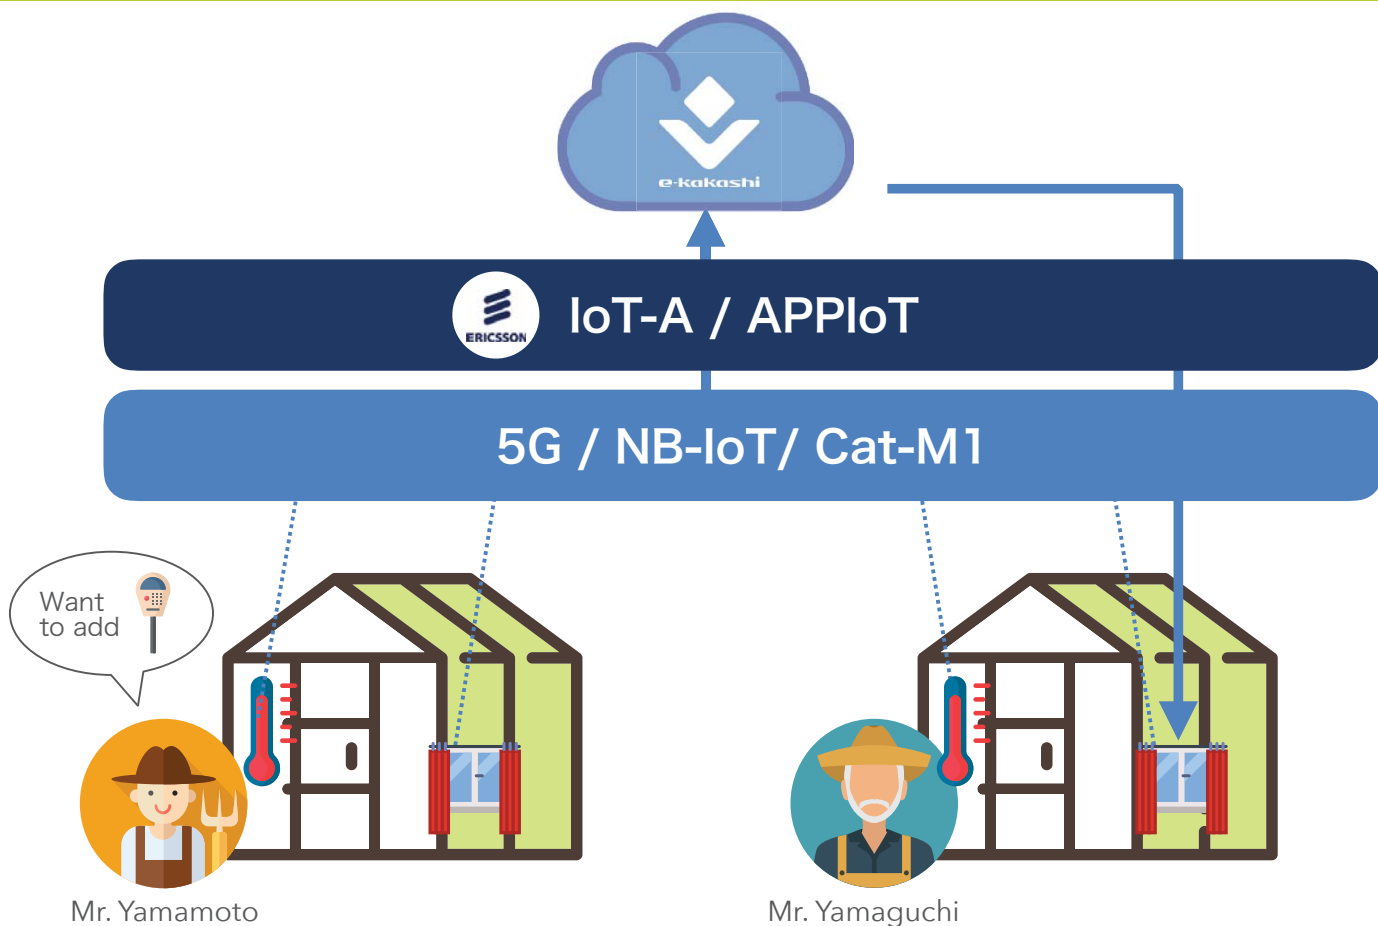 e-kakashi
ERICSSON
IoT-A / APPIoT
5G / NB-IoT/ Cat-M1
Want
to add
Mr. Yamamoto
Mr. Yamaguchi